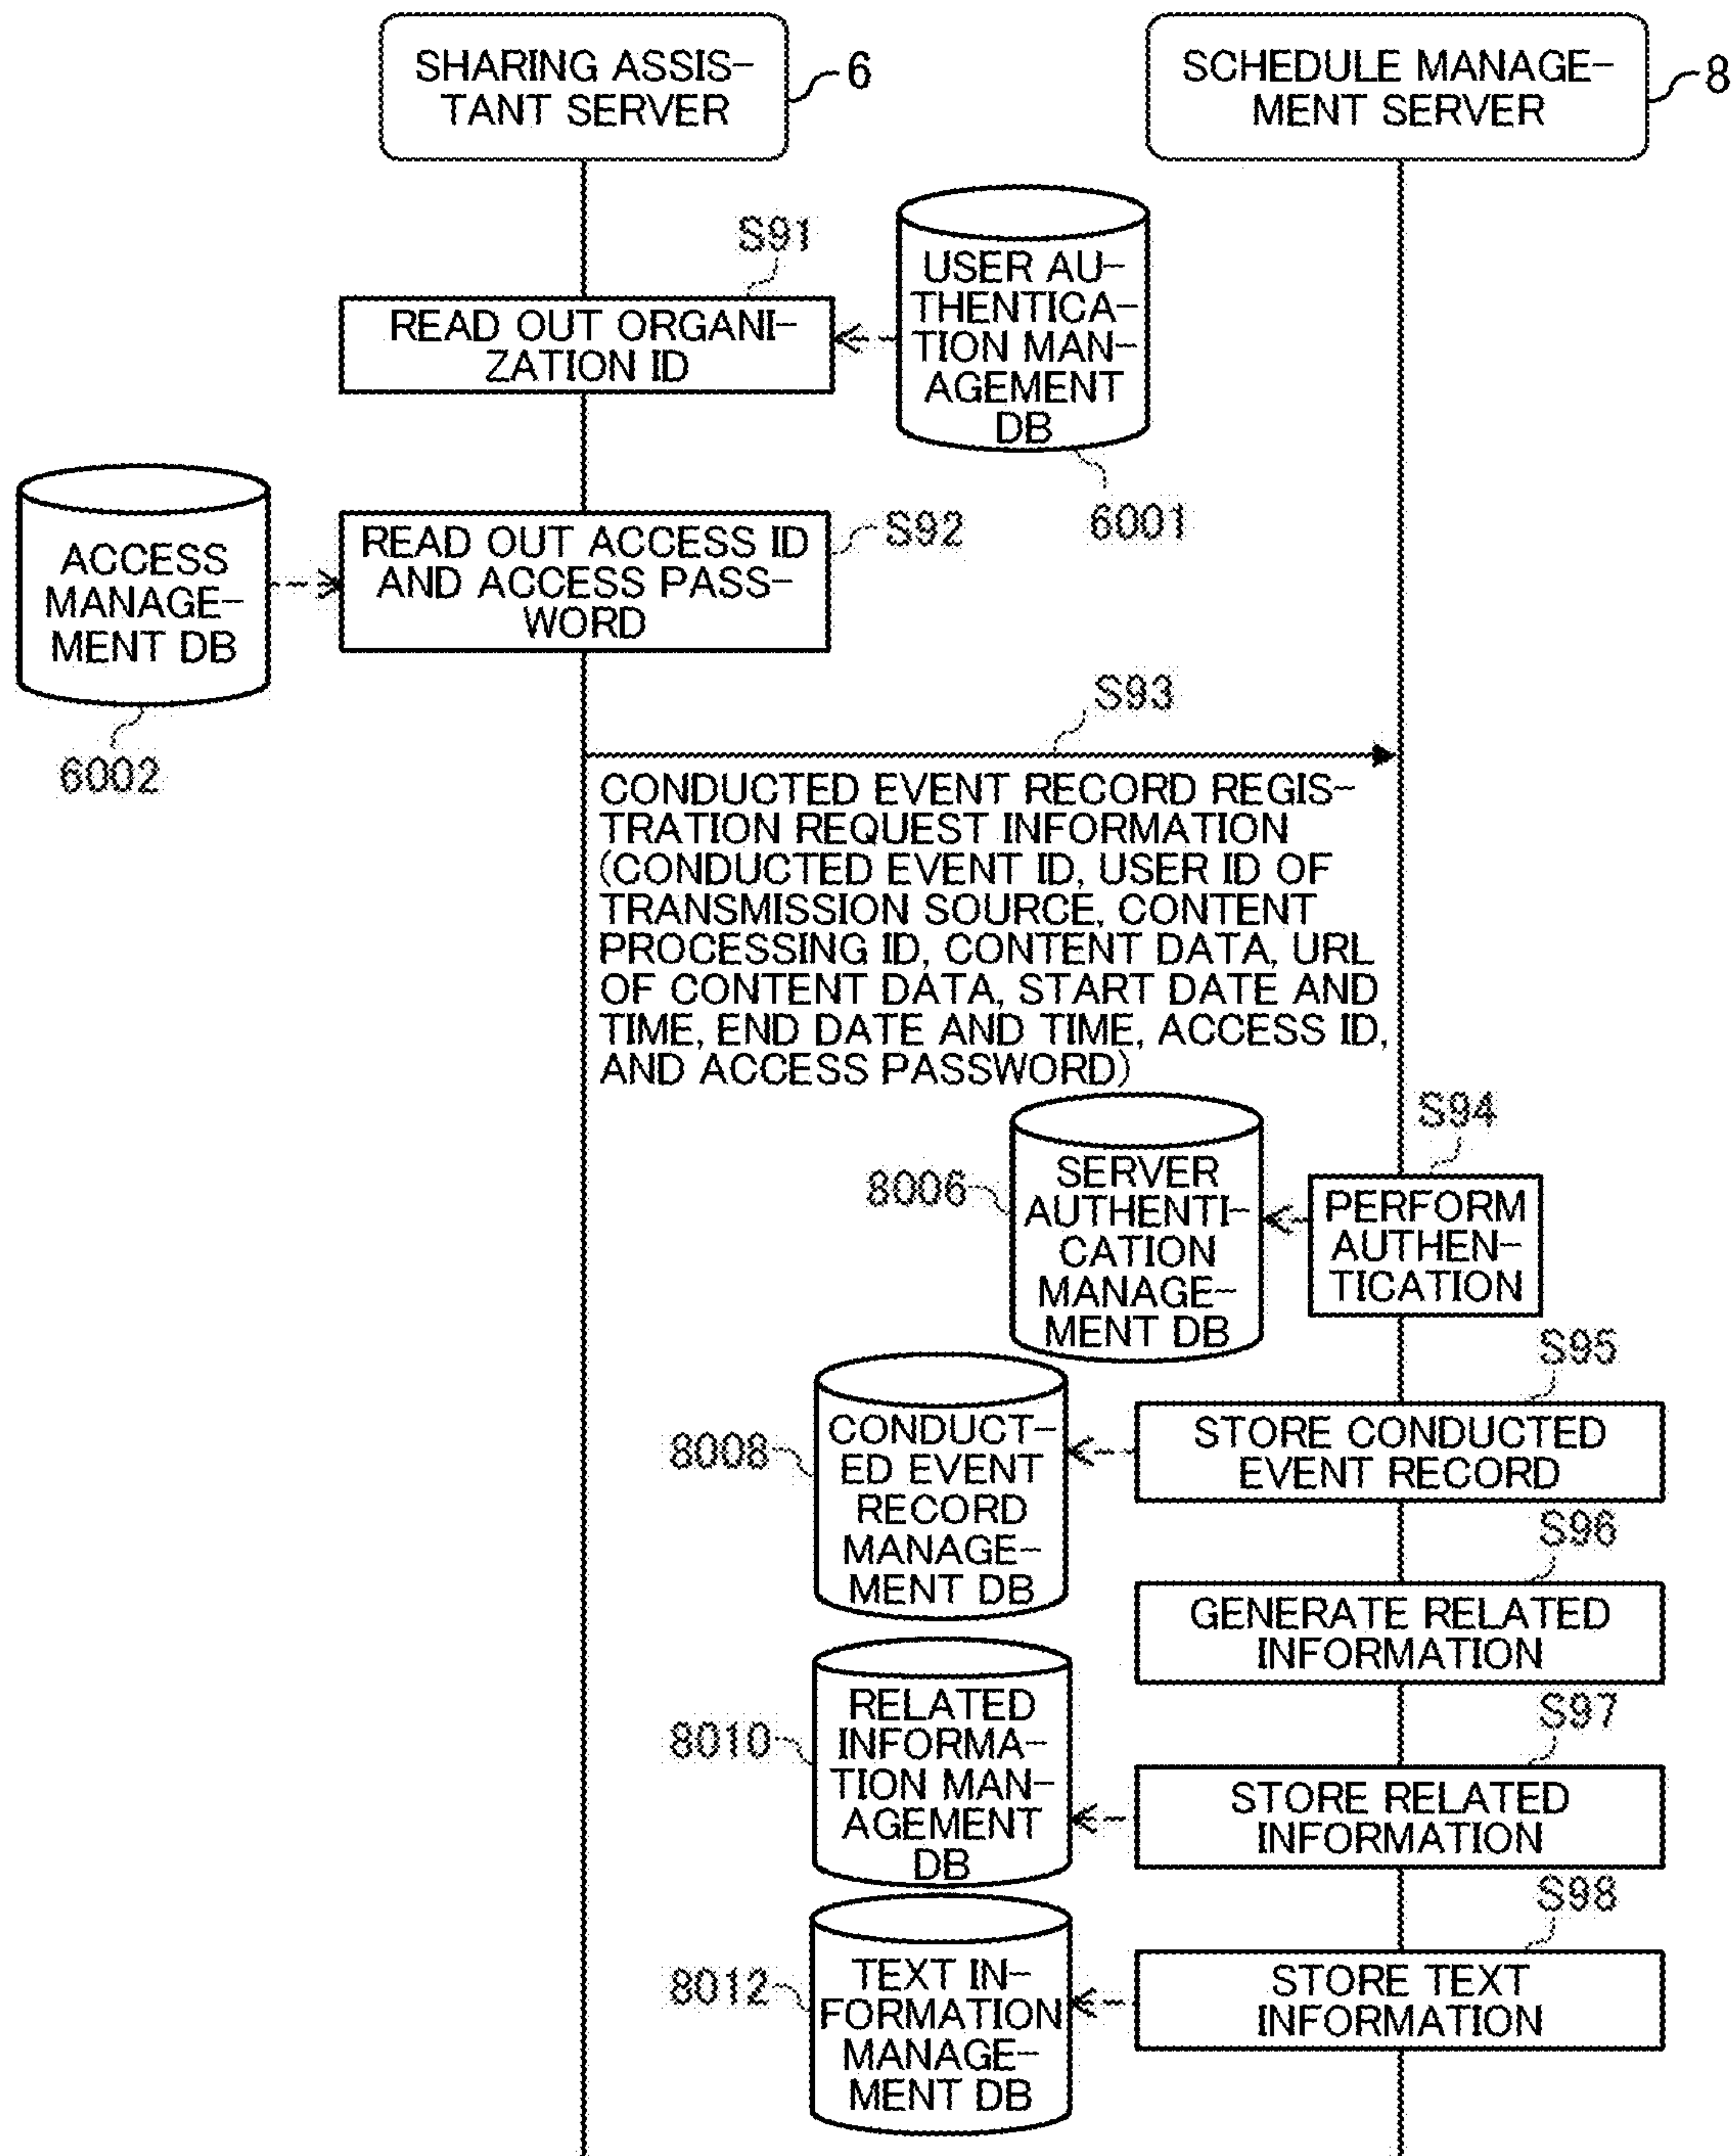 SHARING ASSIS-
TANT SERVER
6
SCHEDULE MANAGE-
MENT SERVER
8
S91
READ OUT ORGANI-
ZATION ID
USER AU-
THENTICA-
TION MAN-
AGEMENT
DB
6001
ACCESS
MANAGE-
MENT DB
6002
READ OUT ACCESS ID
AND ACCESS PASS-
WORD
S92
S93
CONDUCTED EVENT RECORD REGIS-
TRATION REQUEST INFORMATION
(CONDUCTED EVENT ID, USER ID OF
TRANSMISSION SOURCE, CONTENT
PROCESSING ID, CONTENT DATA, URL
OF CONTENT DATA, START DATE AND
TIME, END DATE AND TIME, ACCESS ID,
AND ACCESS PASSWORD)
8006
SERVER
AUTHENTI-
CATION
MANAGE-
MENT DB
S94
PERFORM
AUTHEN-
TICATION
8008
CONDUCT-
ED EVENT
RECORD
MANAGE-
MENT DB
S95
STORE CONDUCTED
EVENT RECORD
S96
GENERATE RELATED
INFORMATION
8010
RELATED
INFORMA-
TION MAN-
AGEMENT
DB
S97
STORE RELATED
INFORMATION
8012
TEXT IN-
FORMATION
MANAGE-
MENT DB
S98
STORE TEXT
INFORMATION